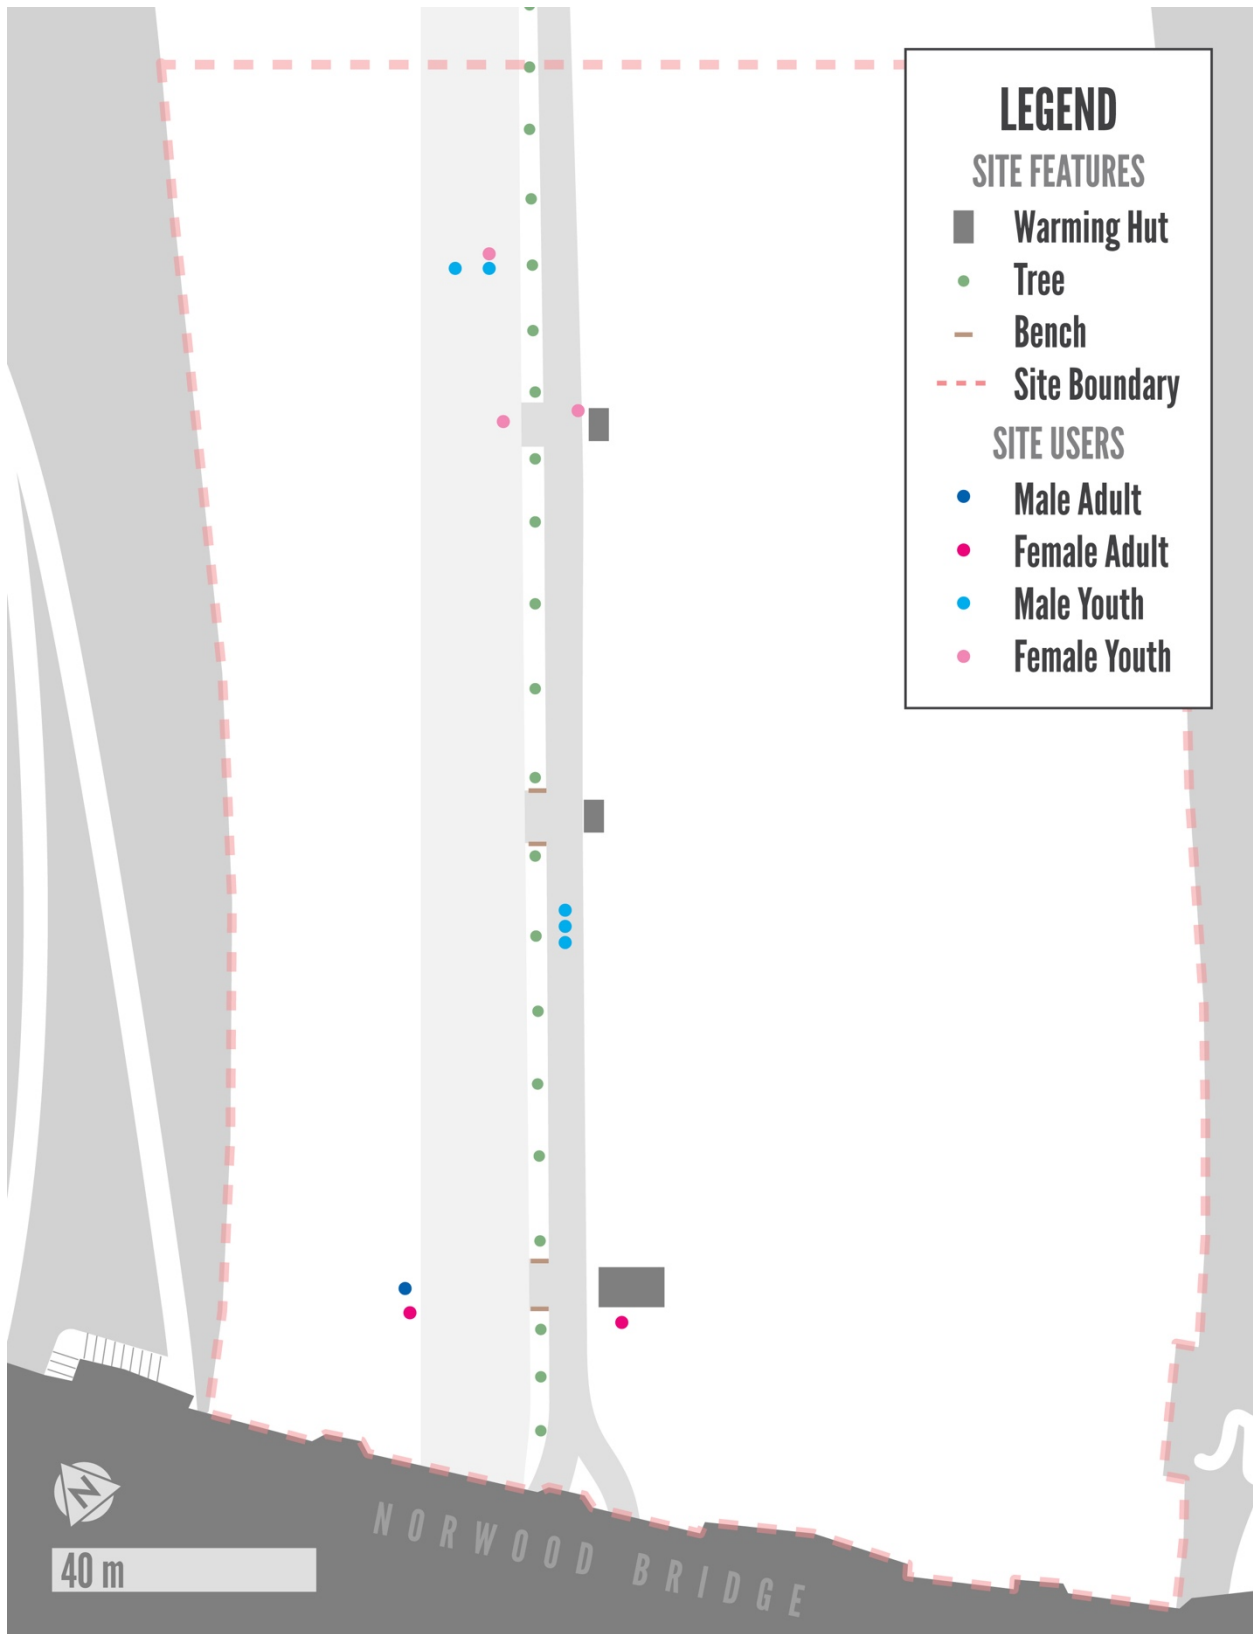 LEGEND
SITE FEATURES
Warming Hut
Tree
Bench
Site Boundary
SITE USERS
Male Adult
Female Adult
Male Youth
Female Youth
N
40 m
NORWOOD BRIDGE